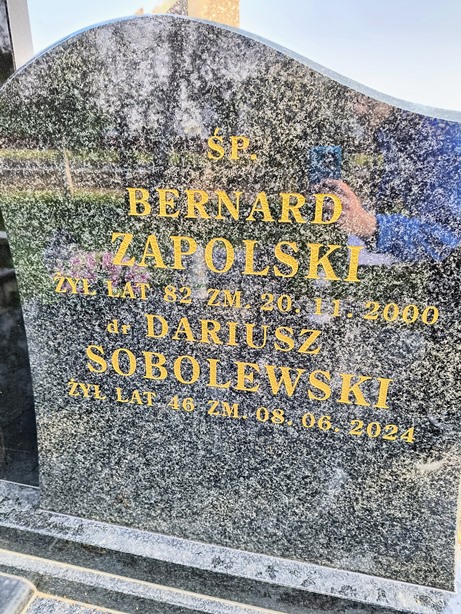 ŚP.
BERNARD
ZAPOLSKI
ŻYŁ LAT 82 ZM. 20. 11. 2000
dr DARIUSZ
SOBOLEWSKI
ŻYŁ LAT 46 ZM. 08. 06. 2024